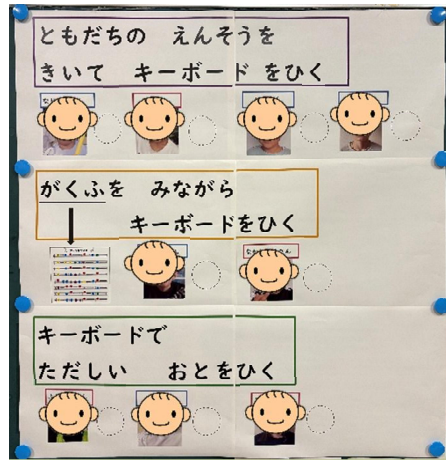 ともだちの　えんそうを
きいて　キーボード をひく
がくふを　みながら
キーボードをひく
キーボードで
ただしい　おとをひく